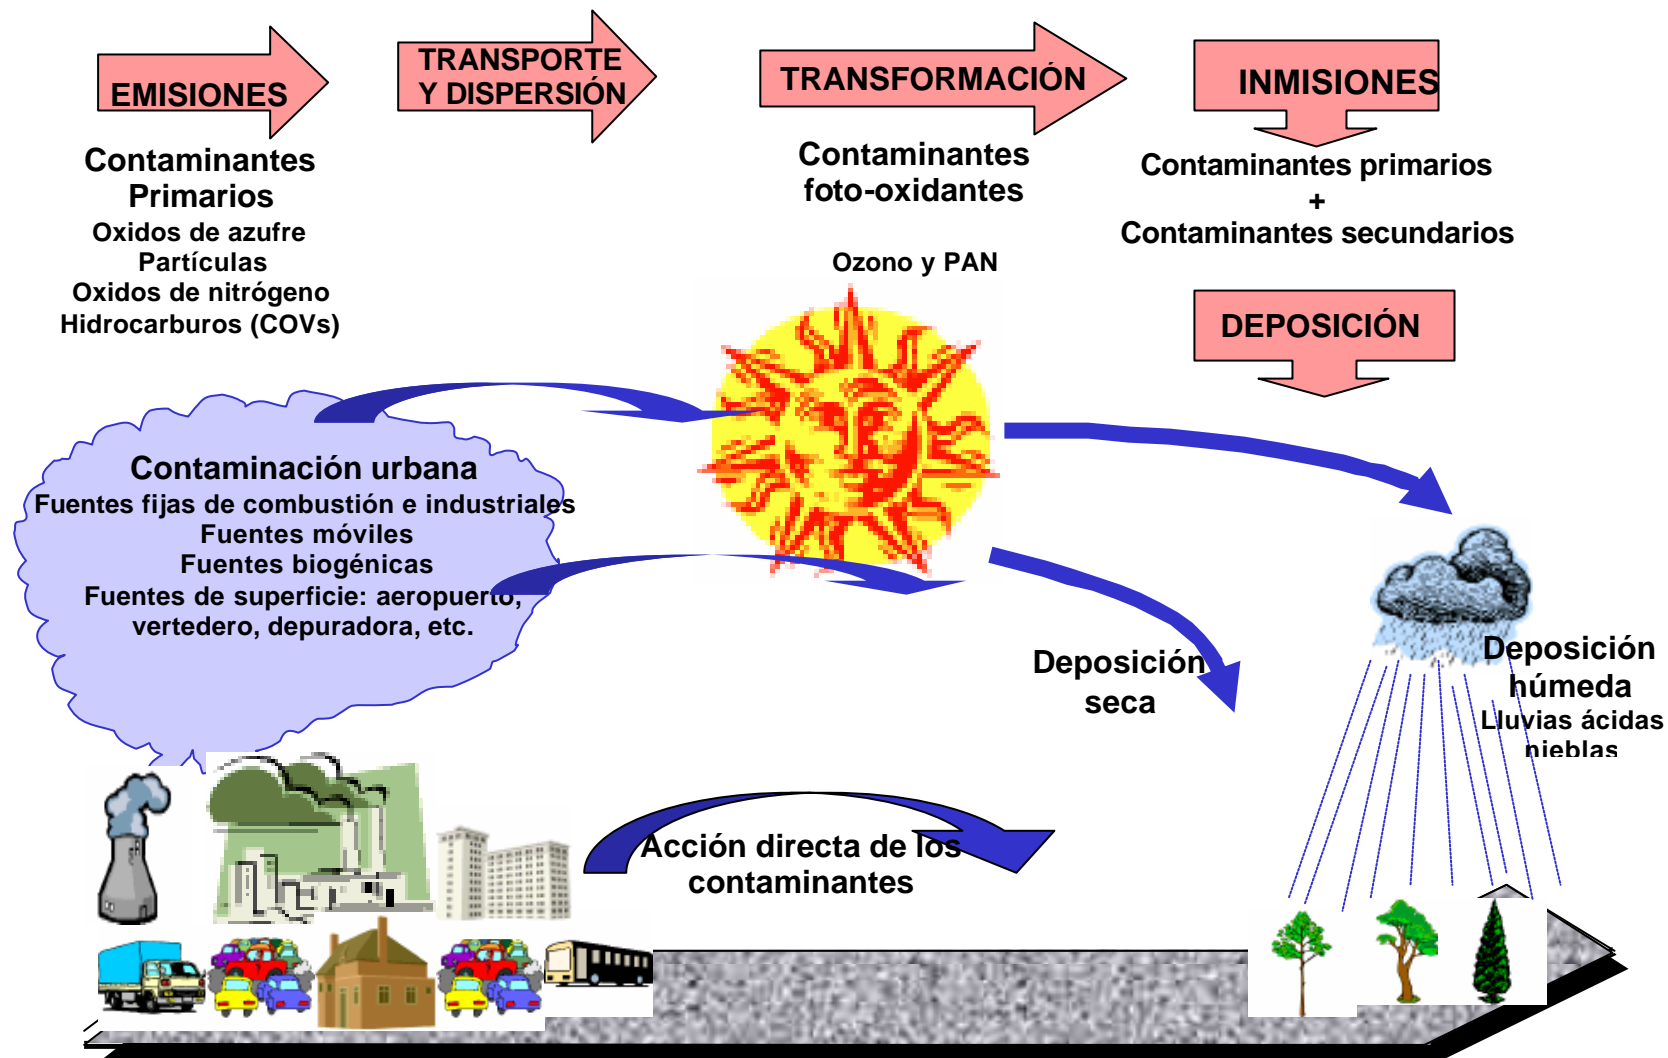 EMISIONES
TRANSPORTE
Y DISPERSIÓN
TRANSFORMACIÓN
INMISIONES
Contaminantes
Primarios
Oxidos de azufre
Partículas
Oxidos de nitrógeno
Hidrocarburos (COVs)
Contaminantes
foto-oxidantes
Ozono y PAN
Contaminantes primarios
+
Contaminantes secundarios
DEPOSICIÓN
Contaminación urbana
Fuentes fijas de combustión e industriales
Fuentes móviles
Fuentes biogénicas
Fuentes de superficie: aeropuerto,
vertedero, depuradora, etc.
Deposición
seca
Deposición
húmeda
Lluvias ácidas
nieblas
Acción directa de los
contaminantes